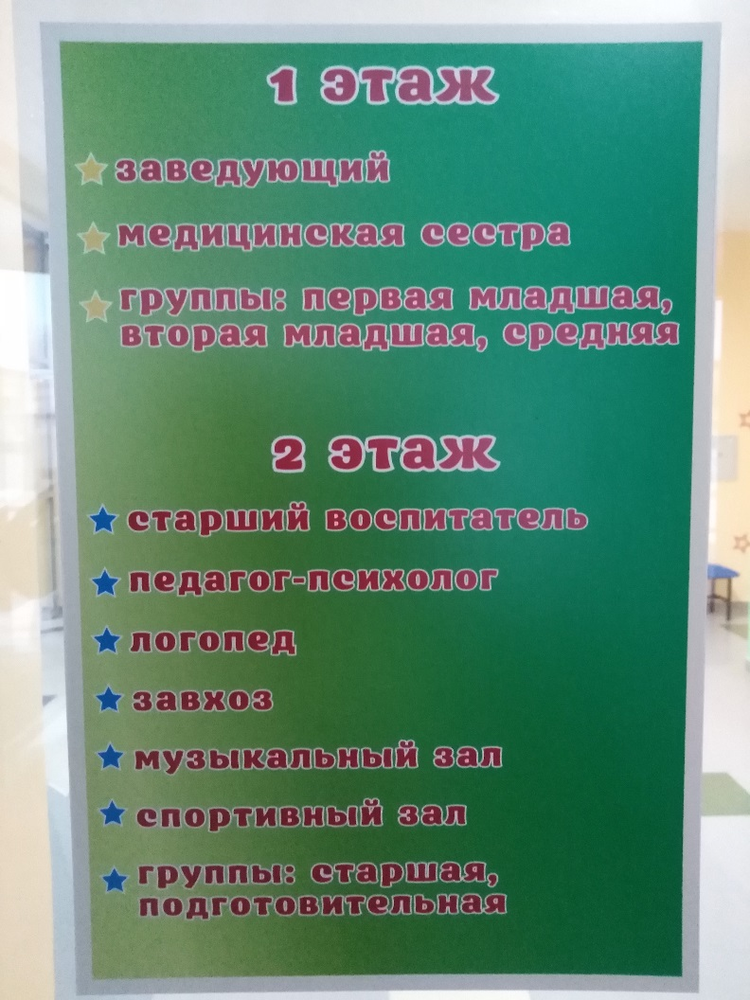 1 этаж
заведующий
медицинская сестра
группы: первая младшая,
вторая младшая, средняя
2 этаж
старший воспитатель
педагог-психолог
логопед
завхоз
музыкальный зал
спортивный зал
группы: старшая,
подготовительная